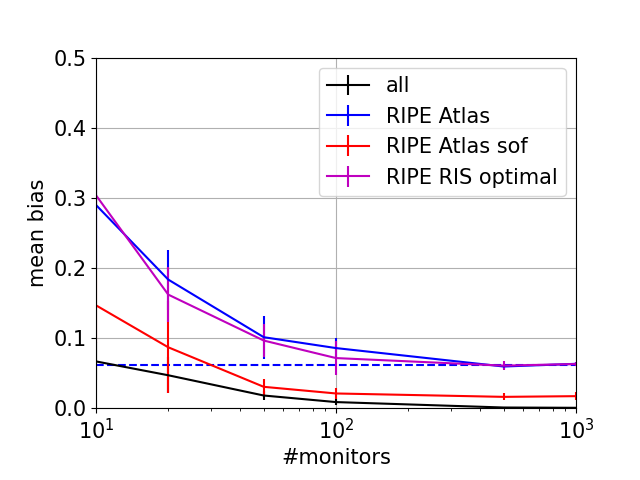 0.5
0.4
0.3
0.2
0.1
0.0
mean bias
10^1
10^2
10^3
#monitors
all
RIPE Atlas
RIPE Atlas sof
RIPE RIS optimal